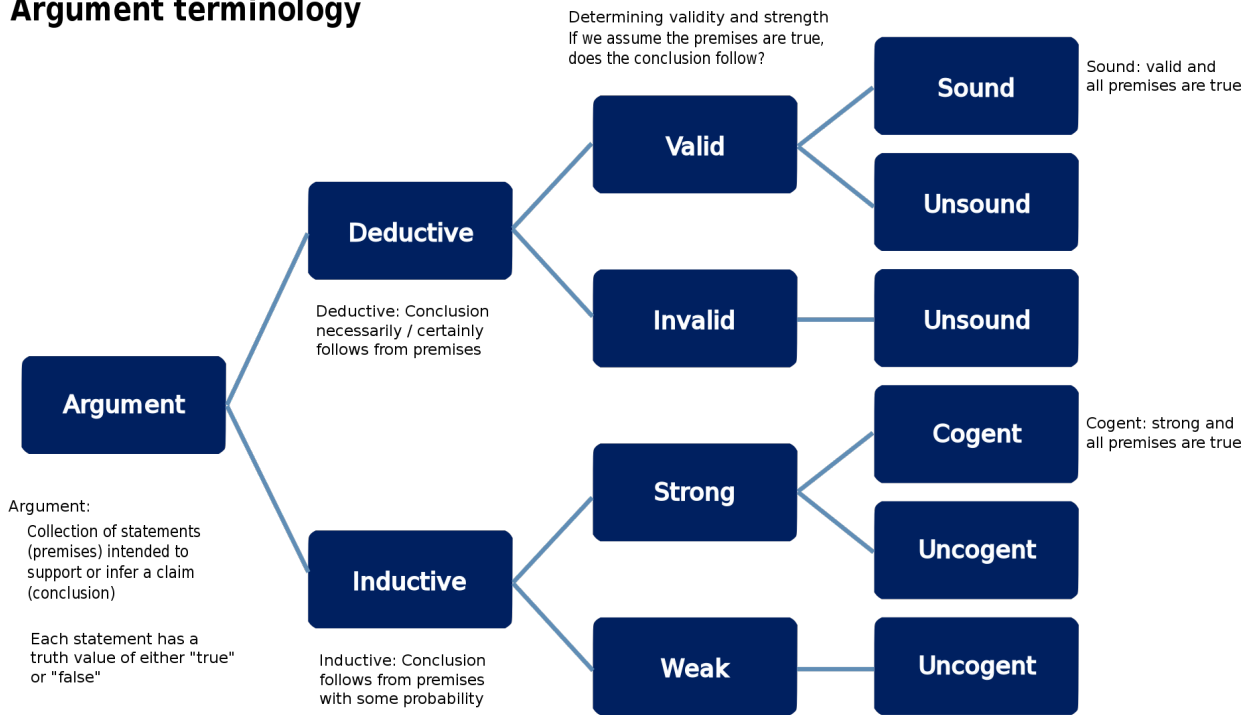 Argument terminology
Determining validity and strength
If we assume the premises are true,
does the conclusion follow?
Sound
Sound: valid and
all premises are true
Valid
Unsound
Deductive
Deductive: Conclusion
necessarily / certainly
follows from premises
Invalid
Unsound
Argument
Argument:
Collection of statements
(premises) intended to
support or infer a claim
(conclusion)
Each statement has a
truth value of either "true"
or "false"
Cogent
Cogent: strong and
all premises are true
Strong
Uncogent
Inductive
Inductive: Conclusion
follows from premises
with some probability
Weak
Uncogent